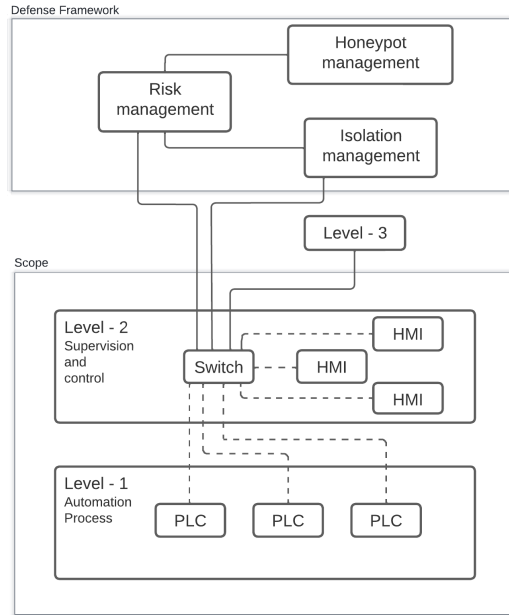 Defense Framework
Honeypot
management
Risk
management
Isolation
management
Level - 3
Scope
Level - 2
Supervision
and
control
Switch
HMI
HMI
HMI
Level - 1
Automation
Process
PLC
PLC
PLC